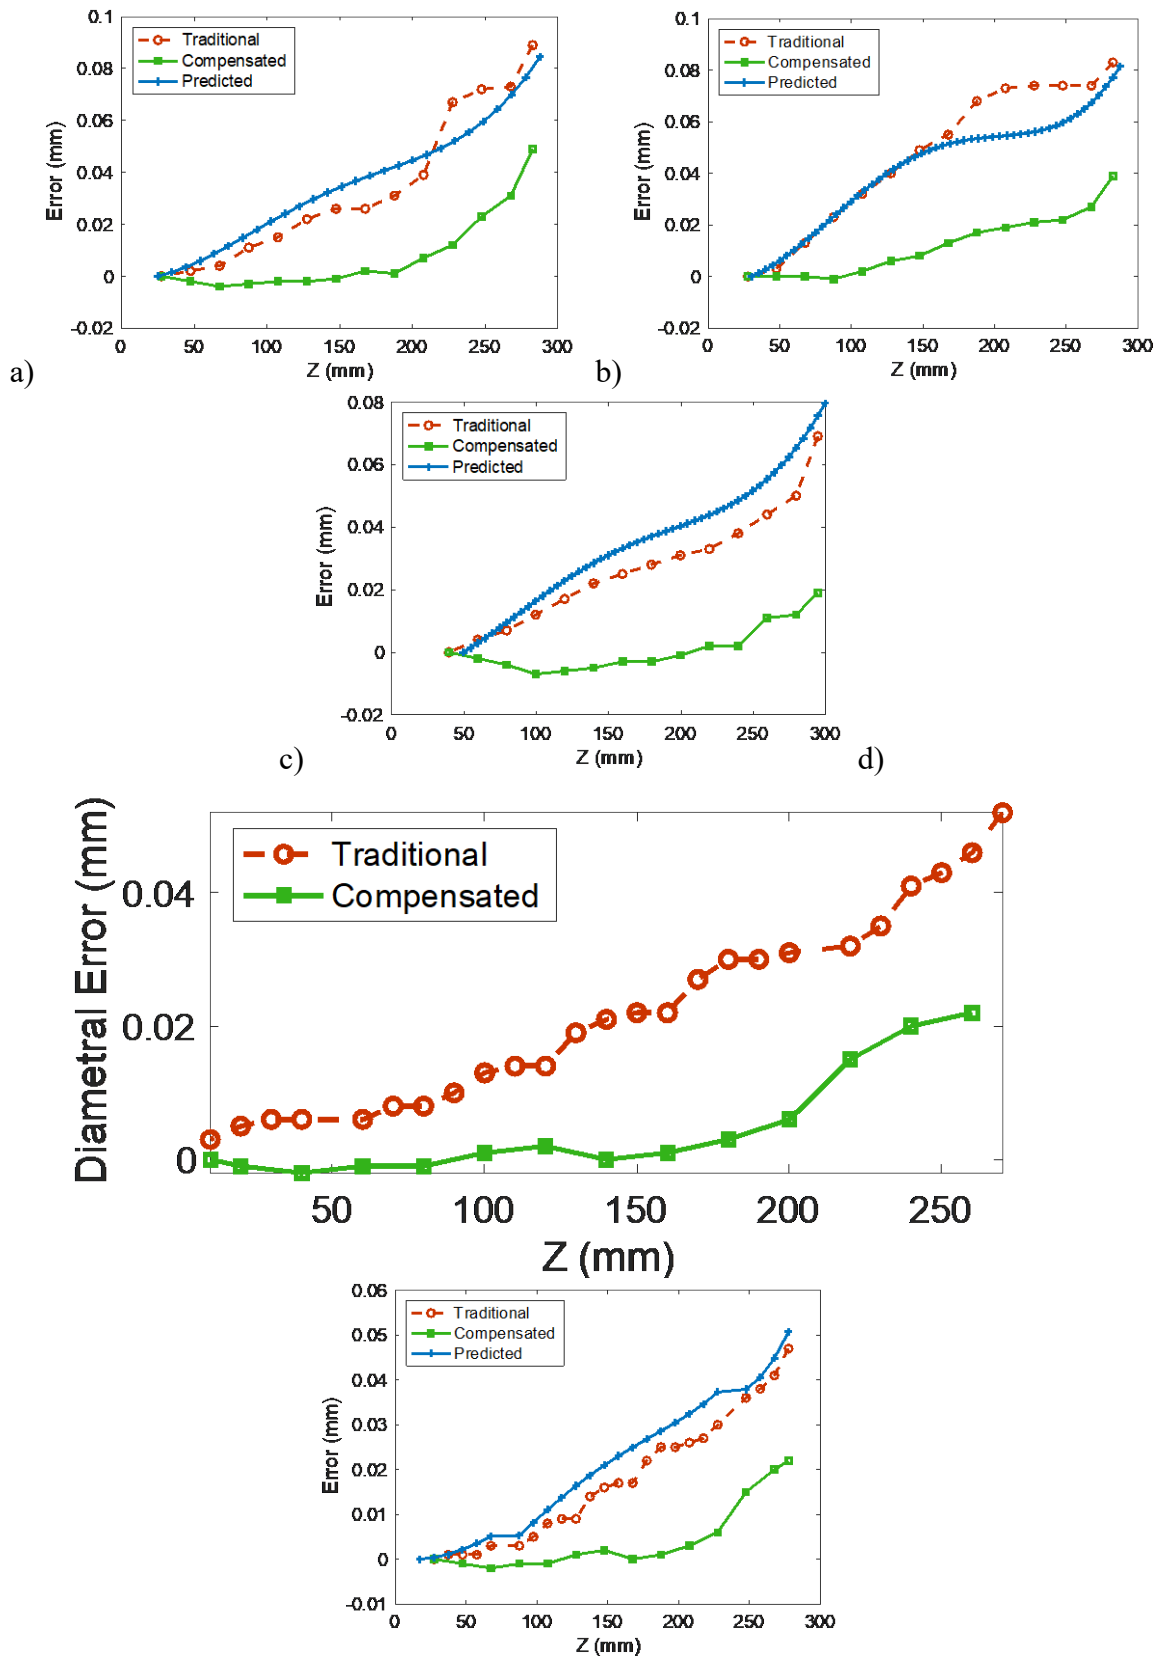 0.1
0.08
0.06
0.04
0.02
0
-0.02
Error (mm)
Traditional
Compensated
Predicted
0 50 100 150 200 250 300
Z (mm)
a)
0.1
0.08
0.06
0.04
0.02
0
-0.02
Error (mm)
Traditional
Compensated
Predicted
0 50 100 150 200 250 300
Z (mm)
b)
0.08
0.06
0.04
0.02
0
-0.02
Error (mm)
Traditional
Compensated
Predicted
0 50 100 150 200 250 300
Z (mm)
c)
d)
Diametral Error (mm)
0.04
0.02
0
Traditional
Compensated
50 100 150 200 250
Z (mm)
0.06
0.05
0.04
0.03
0.02
0.01
0
-0.01
Error (mm)
Traditional
Compensated
Predicted
0 50 100 150 200 250 300
Z (mm)